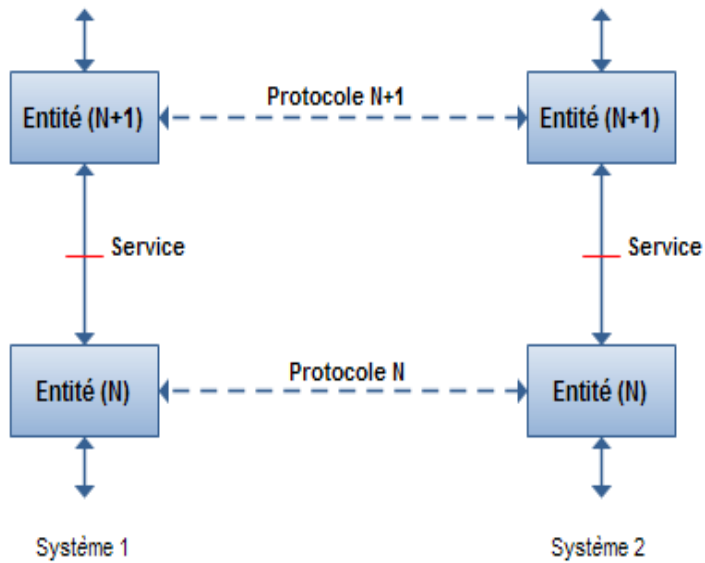 Entité (N+1)
Protocole N+1
Entité (N+1)
Service
Service
Entité (N)
Protocole N
Entité (N)
Système 1
Système 2